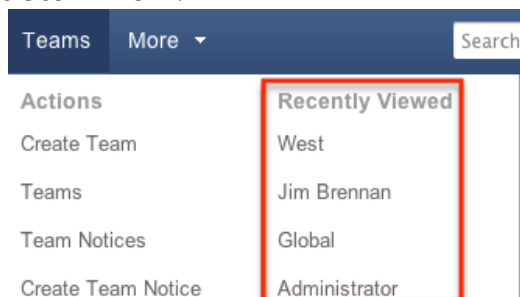 Teams More
Search
Actions
Create Team
Teams
Team Notices
Create Team Notice
Recently Viewed
West
Jim Brennan
Global
Administrator